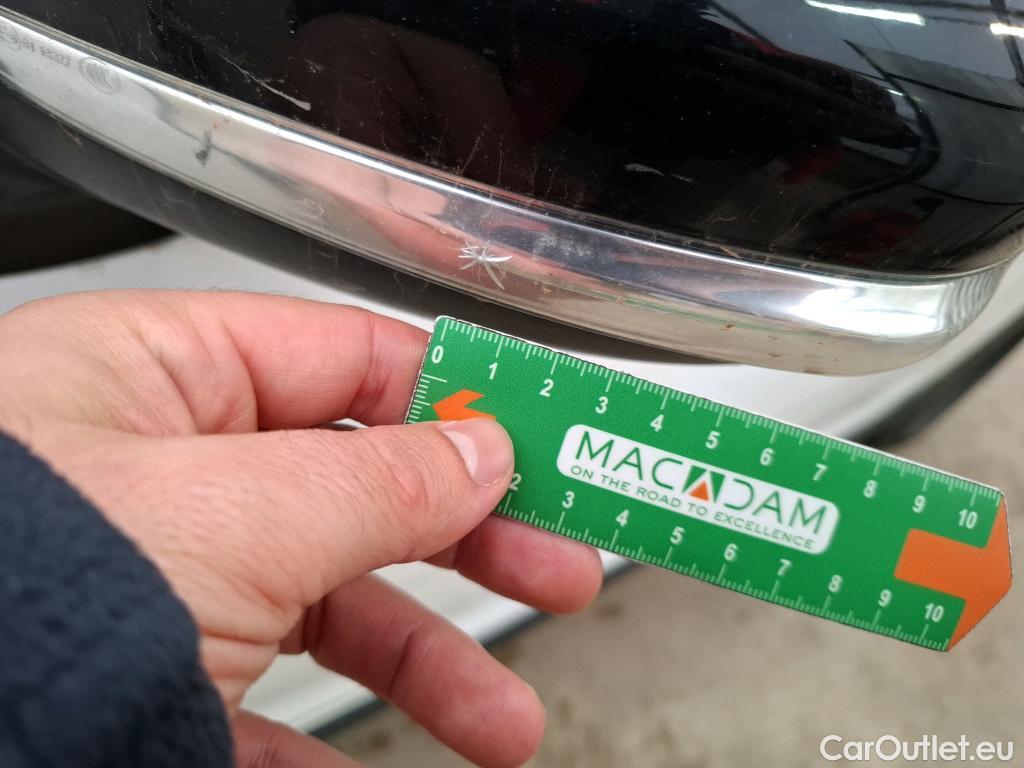 0 1 2 3 4 5 6 7 8 9 10
MACADAM
ON THE ROAD TO EXCELLENCE
2 3 4 5 6 7 8 9 10
CarOutlet.eu